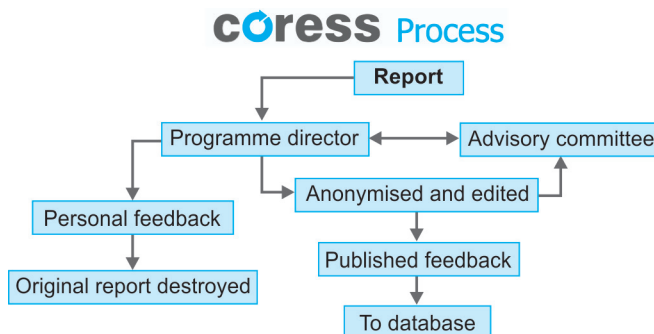 coress Process
Report
Programme director
Advisory committee
Anonymised and edited
Personal feedback
Published feedback
Original report destroyed
To database